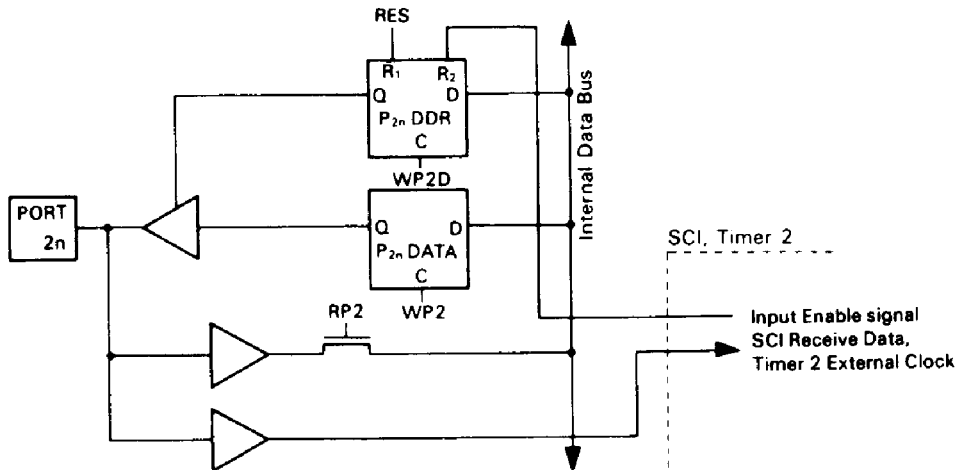 RES
R1 R2
Q D
P2n DDR
C
WP2D
Internal Data Bus
PORT
2n
Q D
P2n DATA
C
WP2
SCI, Timer 2
RP2
Input Enable signal
SCI Receive Data,
Timer 2 External Clock